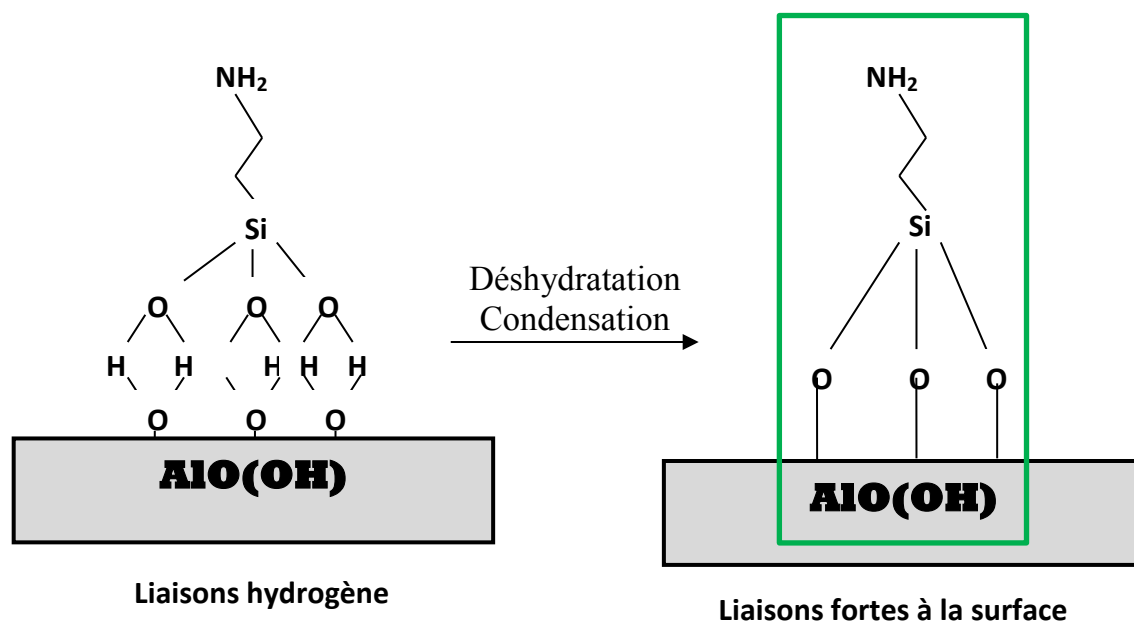 NH₂
Si
O O O
H H H H H
O O O
AlO(OH)
Liaisons hydrogène
Déshydratation
Condensation
NH₂
Si
O O O
AlO(OH)
Liaisons fortes à la surface